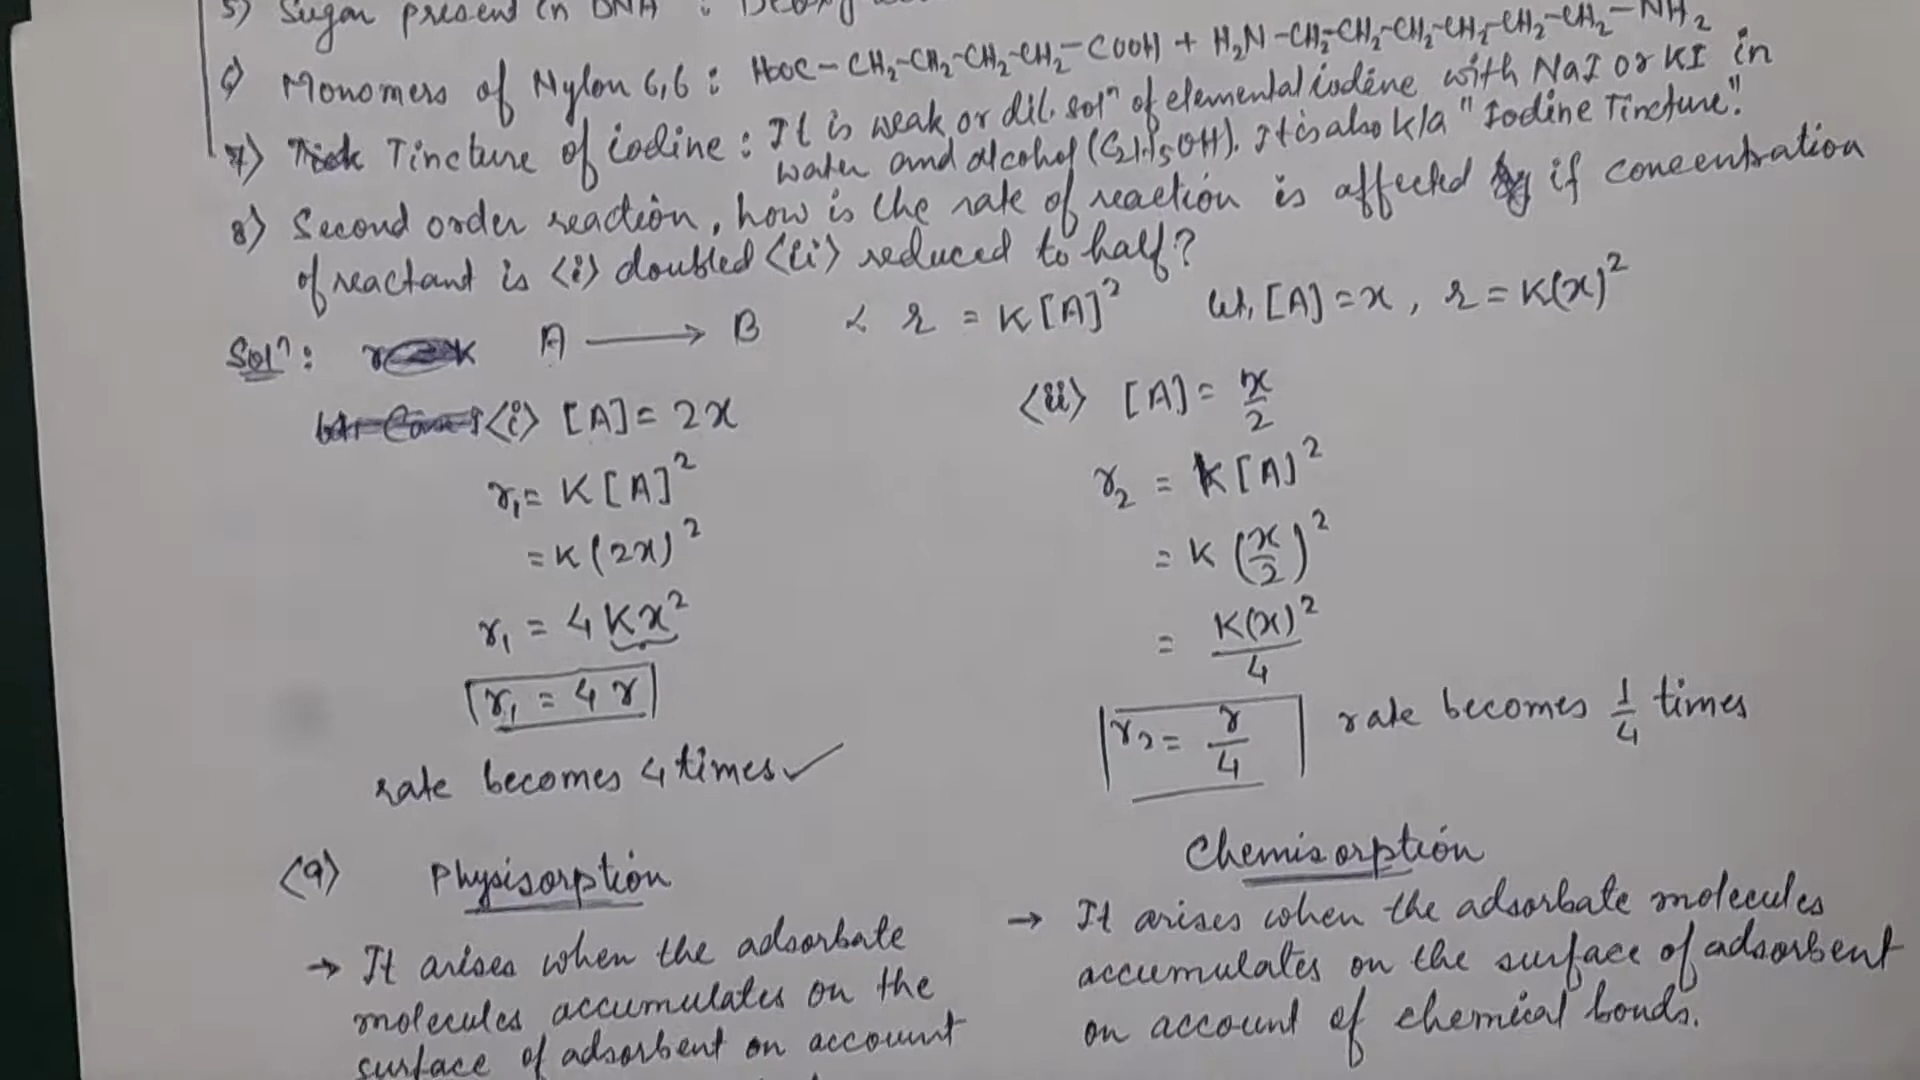 5) Sugar present in DNA :
6) Monomers of Nylon 6,6 : HOOC-CH₂-CH₂-CH₂-CH₂-COOH + H₂N-CH₂-CH₂-CH₂-CH₂-CH₂-CH₂-NH₂
7) Tincture of iodine : It is weak or dil. solⁿ of elemental iodine with NaI or KI in
water and alcohol (C₂H₅OH). It is also k/a "Iodine Tincture".
8) Second order reaction, how is the rate of reaction is affected if concentration
of reactant is <i> doubled <ii> reduced to half?
Solⁿ: A ⟶ B & r = K[A]² let, [A] = x, r = K(x)²
<i> [A] = 2x
r₁ = K[A]²
= K(2x)²
r₁ = 4Kx²
r₁ = 4r
rate becomes 4 times ✓
<ii> [A] = x/2
r₂ = K[A]²
= K(x/2)²
= K(x)²/4
r₂ = r/4 rate becomes 1/4 times
(9) Physisorption
→ It arises when the adsorbate
molecules accumulates on the
surface of adsorbent on account
Chemisorption
→ It arises when the adsorbate molecules
accumulates on the surface of adsorbent
on account of chemical bonds.